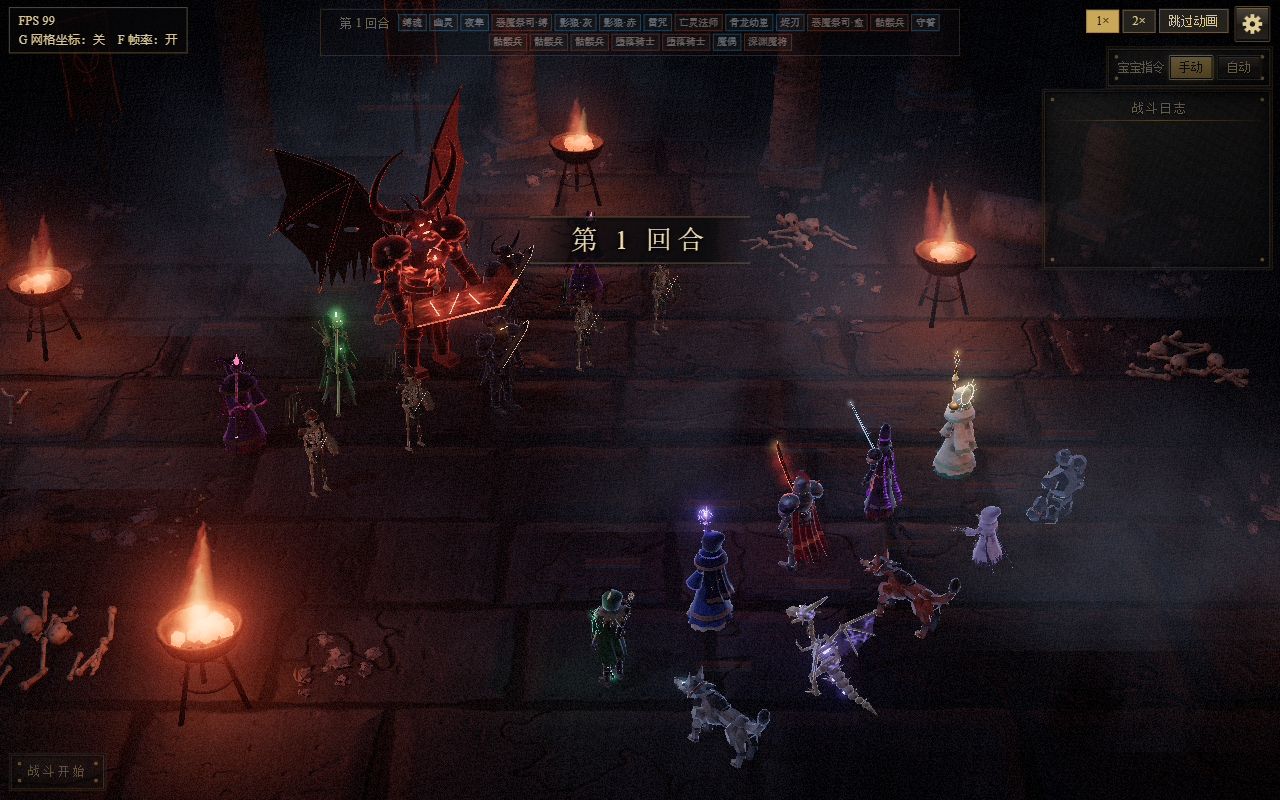 FPS 99
G 网格坐标: 关 F 帧率: 开
第 1 回合 缚魂 幽灵 夜隼 恶魔祭司·缚 影狼·灰 影狼·赤 雷咒 亡灵法师 骨龙幼崽 烬刃 恶魔祭司·蚀 骷髅兵 守誓
骷髅兵 骷髅兵 骷髅兵 堕落骑士 堕落骑士 魔偶 深渊魔将
1× 2× 跳过动画
宝宝指令 手动 自动
战斗日志
第 1 回合
战斗开始